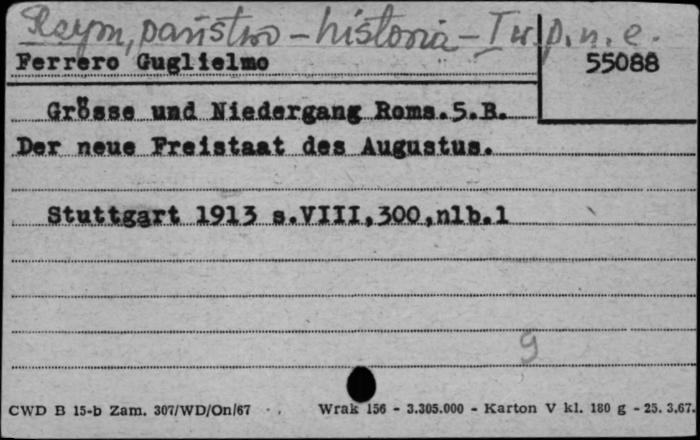 Rzym, państwo – historia – I w. p. n. e.
Ferrero Guglielmo
55088
Grösse und Niedergang Roms.5.B.
Der neue Freistaat des Augustus.
Stuttgart 1913 s.VIII,300,nlb.1
9
CWD B 15-b Zam. 307/WD/On/67
Wrak 156 - 3.305.000 - Karton V kl. 180 g - 25. 3.67.